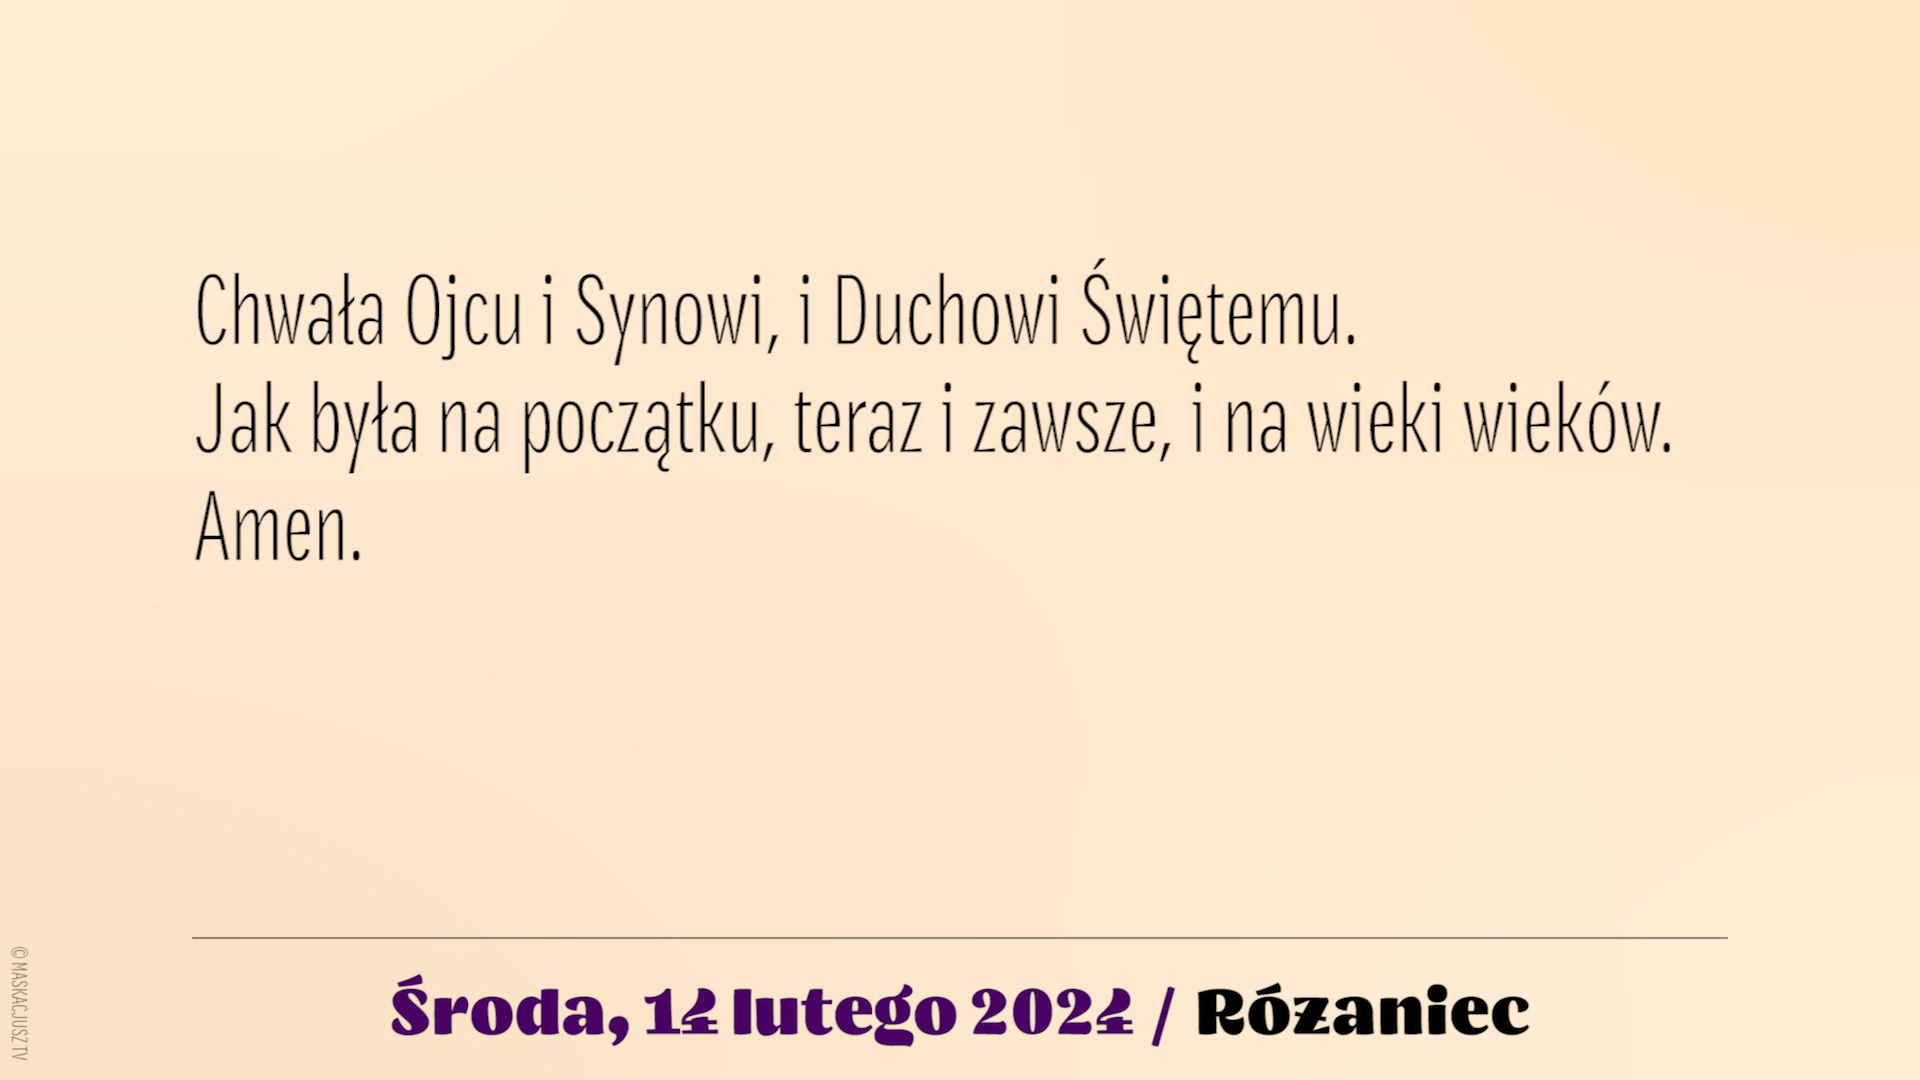 Chwała Ojcu i Synowi, i Duchowi Świętemu.
Jak była na początku, teraz i zawsze, i na wieki wieków.
Amen.
Środa, 14 lutego 2024 / Różaniec
© MASKACJUSZ TV